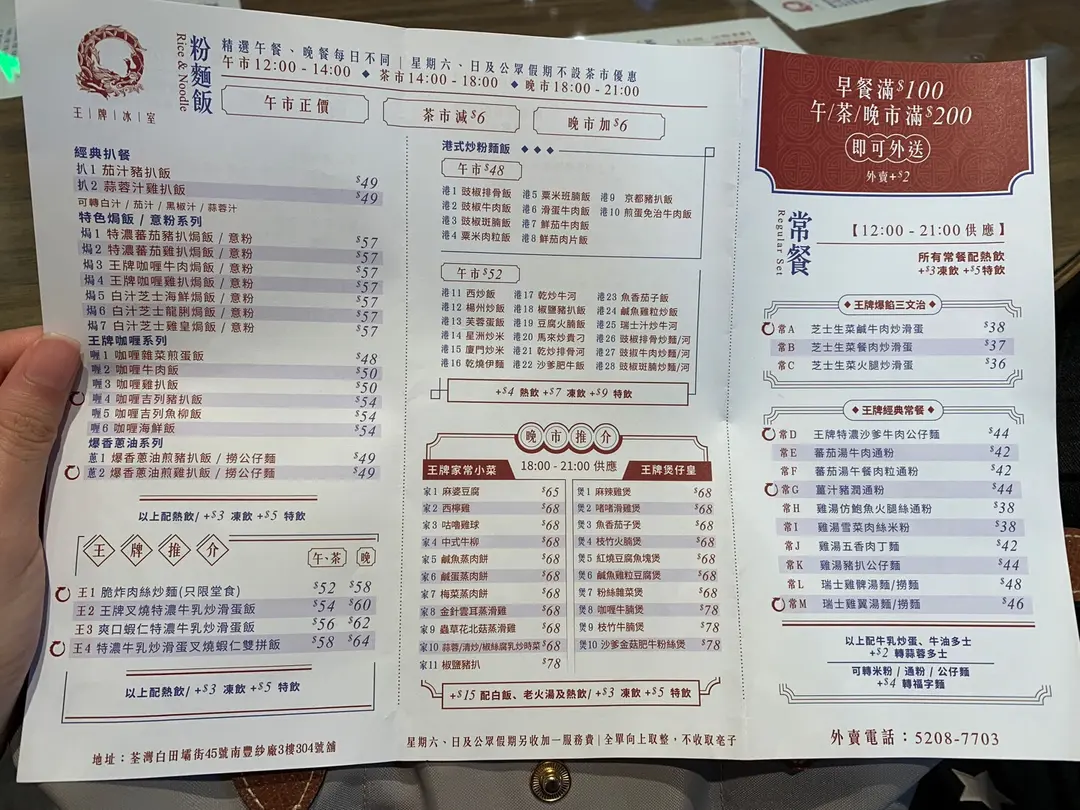 王牌冰室
粉麵飯
Rice & Noodle
精選午餐、晚餐每日不同 | 星期六、日及公眾假期不設茶市優惠
午市12:00 - 14:00 ◆ 茶市14:00 - 18:00 ◆ 晚市18:00 - 21:00
午市正價
茶市減$6
晚市加$6
經典扒餐
扒1 茄汁豬扒飯 $49
扒2 蒜蓉汁雞扒飯 $49
可轉白汁 / 茄汁 / 黑椒汁 / 蒜蓉汁
特色焗飯 / 意粉系列
焗1 特濃蕃茄豬扒焗飯 / 意粉 $57
焗2 特濃蕃茄雞扒焗飯 / 意粉 $57
焗3 王牌咖喱牛肉焗飯 / 意粉 $57
焗4 王牌咖喱雞扒焗飯 / 意粉 $57
焗5 白汁芝士海鮮焗飯 / 意粉 $57
焗6 白汁芝士龍脷焗飯 / 意粉 $57
焗7 白汁芝士雞皇焗飯 / 意粉 $57
王牌咖喱系列
喱1 咖喱雜菜煎蛋飯 $48
喱2 咖喱牛肉飯 $50
喱3 咖喱雞扒飯 $50
喱4 咖喱吉列豬扒飯 $54
喱5 咖喱吉列魚柳飯 $54
喱6 咖喱海鮮飯 $54
爆香蔥油系列
蔥1 爆香蔥油煎豬扒飯 / 撈公仔麵 $49
蔥2 爆香蔥油煎雞扒飯 / 撈公仔麵 $49
以上配熱飲/ +$3 凍飲 +$5 特飲
王牌推介
午、茶 晚
王1 脆炸肉絲炒麵(只限堂食) $52 $58
王2 王牌叉燒特濃牛乳炒滑蛋飯 $54 $60
王3 爽口蝦仁特濃牛乳炒滑蛋飯 $56 $62
王4 特濃牛乳炒滑蛋叉燒蝦仁雙拼飯 $58 $64
以上配熱飲/ +$3 凍飲 +$5 特飲
地址：荃灣白田壩街45號南豐紗廠3樓304號舖
港式炒粉麵飯 ◆ ◆ ◆
午市$48
港1 豉椒排骨飯 港5 粟米班腩飯 港9 京都豬扒飯
港2 豉椒牛肉飯 港6 滑蛋牛肉飯 港10 煎蛋免治牛肉飯
港3 豉椒斑腩飯 港7 鮮茄牛肉飯
港4 粟米肉粒飯 港8 鮮茄肉片飯
午市$52
港11 西炒飯 港17 乾炒牛河 港23 魚香茄子飯
港12 楊州炒飯 港18 椒鹽豬扒飯 港24 鹹魚雞粒炒飯
港13 芙蓉蛋飯 港19 豆腐火腩飯 港25 瑞士汁炒牛河
港14 星洲炒米 港20 馬來炒貴刁 港26 豉椒排骨炒麵/河
港15 廈門炒米 港21 乾炒排骨河 港27 豉椒牛肉炒麵/河
港16 乾燒伊麵 港22 沙爹肥牛飯 港28 豉椒斑腩炒麵/河
+$4 熱飲 +$7 凍飲 +$9 特飲
晚市推介
王牌家常小菜 18:00 - 21:00 供應 王牌煲仔皇
家1 麻婆豆腐 $65
家2 西檸雞 $68
家3 咕嚕雞球 $68
家4 中式牛柳 $68
家5 鹹魚蒸肉餅 $68
家6 鹹蛋蒸肉餅 $68
家7 梅菜蒸肉餅 $68
家8 金針雲耳蒸滑雞 $68
家9 蟲草花北菇蒸滑雞 $68
家10 蒜蓉/清炒/椒絲腐乳炒時菜 $68
家11 椒鹽豬扒 $78
煲1 麻辣雞煲 $68
煲2 啫啫滑雞煲 $68
煲3 魚香茄子煲 $68
煲4 枝竹火腩煲 $68
煲5 紅燒豆腐魚塊煲 $68
煲6 鹹魚雞粒豆腐煲 $68
煲7 粉絲雜菜煲 $68
煲8 咖喱牛腩煲 $78
煲9 枝竹牛腩煲 $78
煲10 沙爹金菇肥牛粉絲煲 $78
+$15 配白飯、老火湯及熱飲/ +$3 凍飲 +$5 特飲
星期六、日及公眾假期另收加一服務費 | 全單向上取整，不收取毫子
早餐滿$100
午/茶/晚市滿$200
即可外送
外賣+$2
常餐
Regular Set
【12:00 - 21:00 供應】
所有常餐配熱飲
+$3凍飲 +$5特飲
◆ 王牌爆餡三文治 ◆
常A 芝士生菜鹹牛肉炒滑蛋 $38
常B 芝士生菜餐肉炒滑蛋 $37
常C 芝士生菜火腿炒滑蛋 $36
◆ 王牌經典常餐 ◆
常D 王牌特濃沙爹牛肉公仔麵 $44
常E 蕃茄湯牛肉通粉 $42
常F 蕃茄湯午餐肉粒通粉 $42
常G 薑汁豬潤通粉 $44
常H 雞湯仿鮑魚火腿絲通粉 $38
常I 雞湯雪菜肉絲米粉 $38
常J 雞湯五香肉丁麵 $42
常K 雞湯豬扒公仔麵 $44
常L 瑞士雞髀湯麵/撈麵 $48
常M 瑞士雞翼湯麵/撈麵 $46
以上配牛乳炒蛋、牛油多士
+$2 轉蒜蓉多士
可轉米粉 / 通粉 / 公仔麵
+$4 轉福字麵
外賣電話：5208-7703